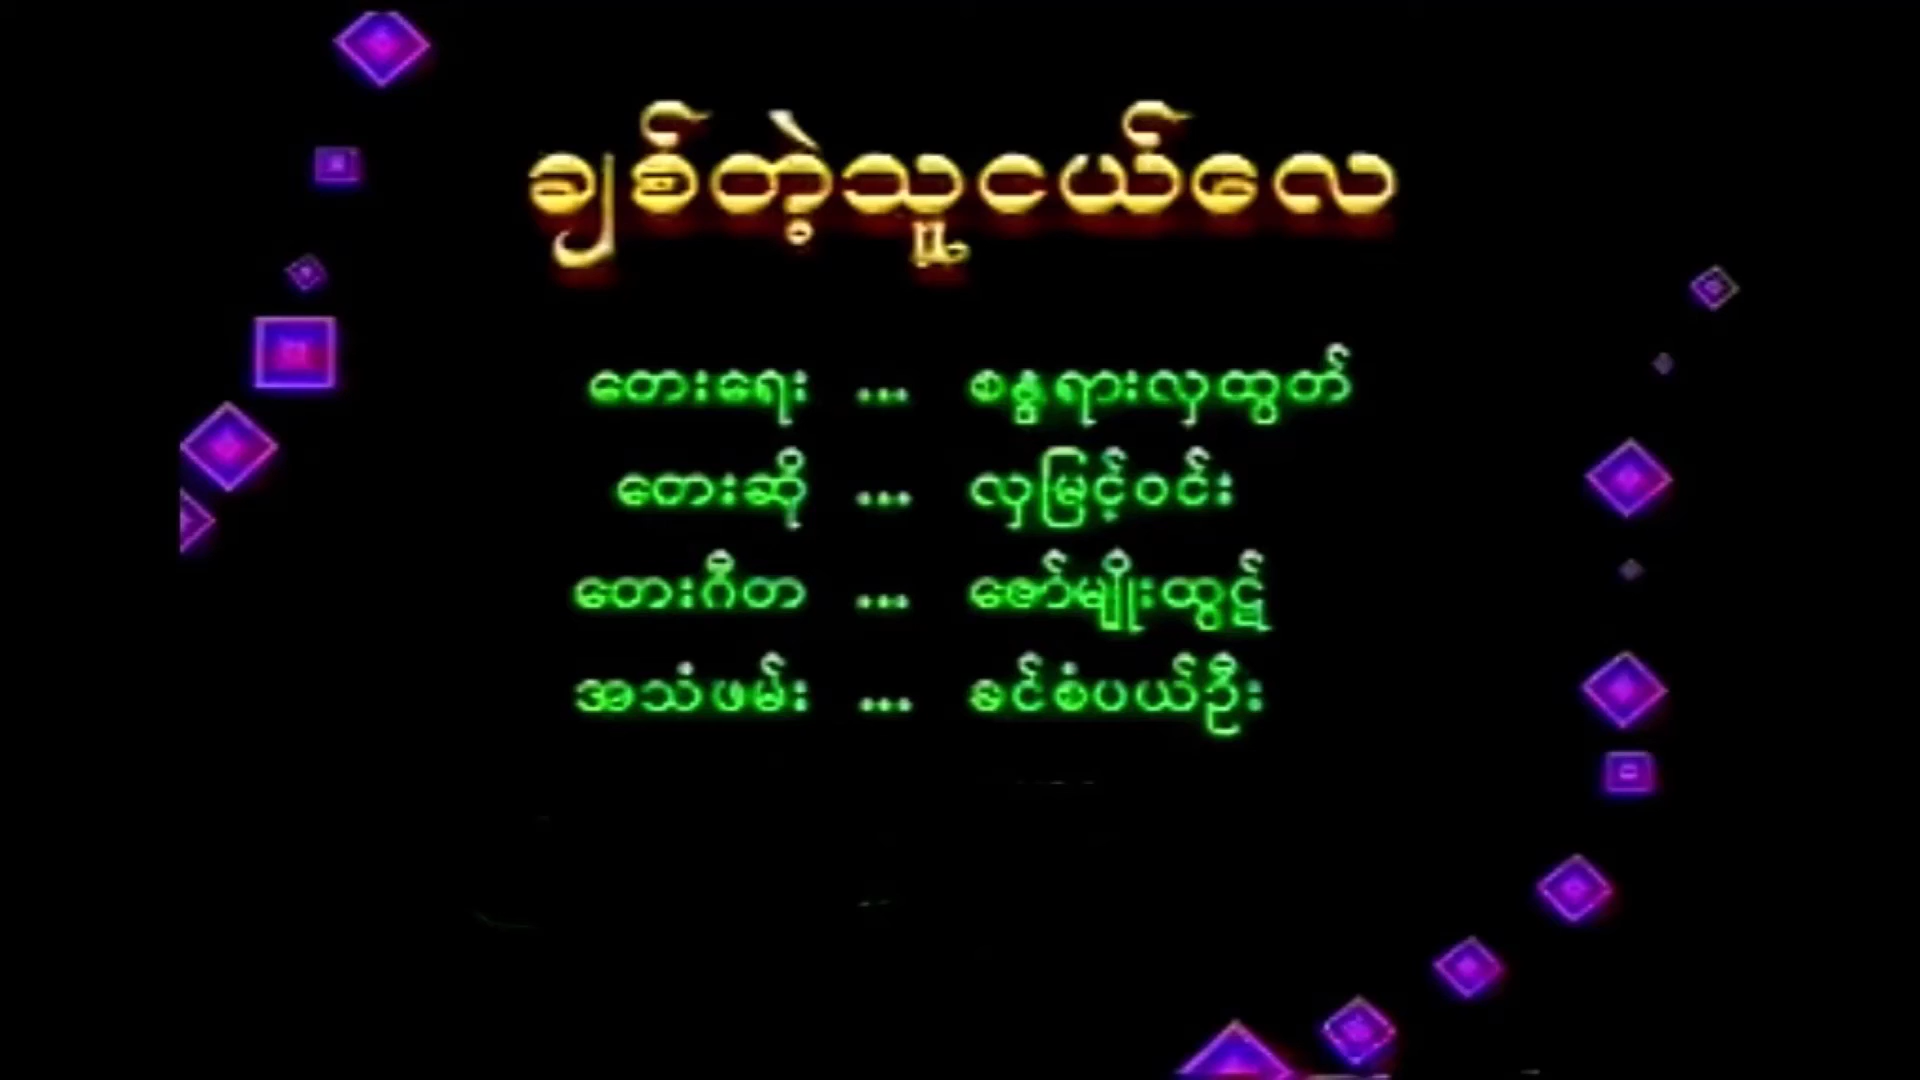 ချစ်တဲ့သူငယ်လေ
တေးရေး ... စန္ဒရားလှထွတ်
တေးဆို ... လှမြင့်ဝင်း
တေးဂီတ ... ဇော်မျိုးထွဋ်
အသံဖမ်း ... ခင်စံပယ်ဦး